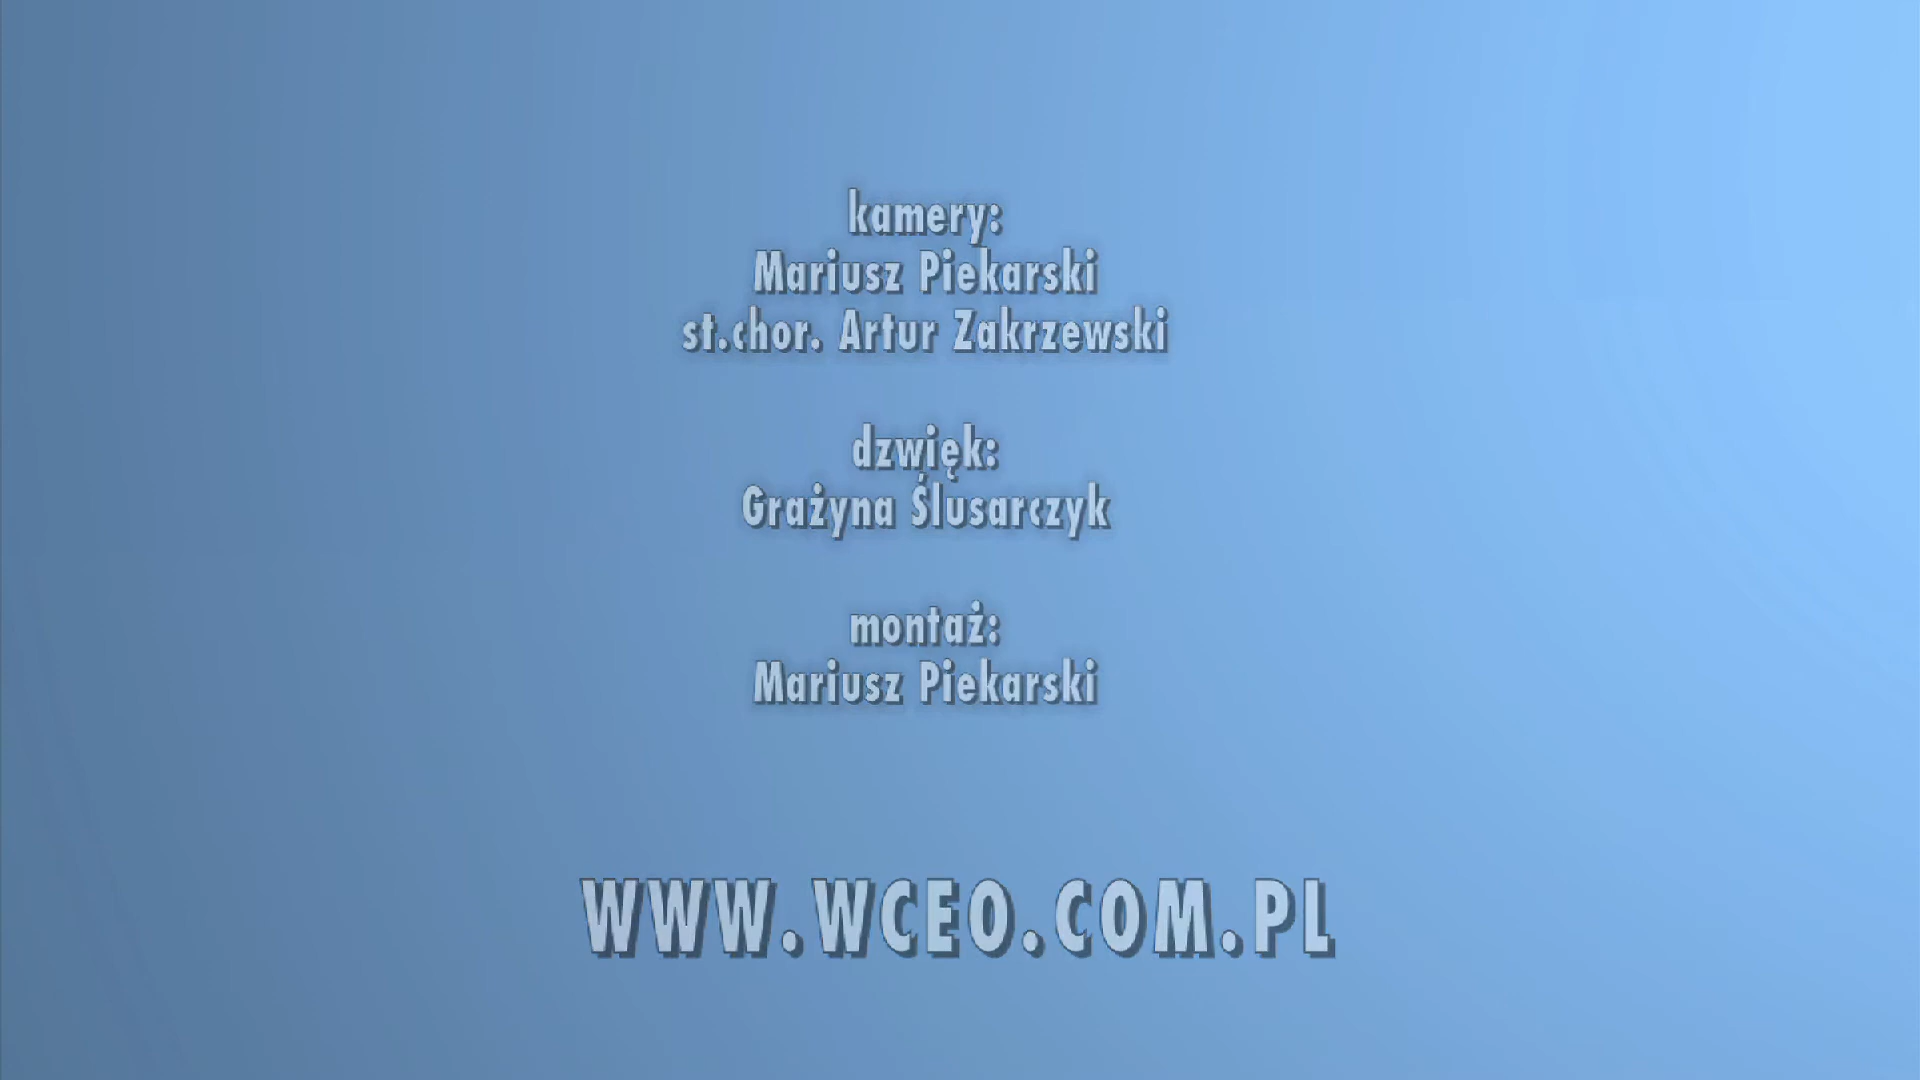 kamery:
Mariusz Piekarski
st.chor. Artur Zakrzewski
dzwięk:
Grażyna Ślusarczyk
montaż:
Mariusz Piekarski
WWW.WCEO.COM.PL